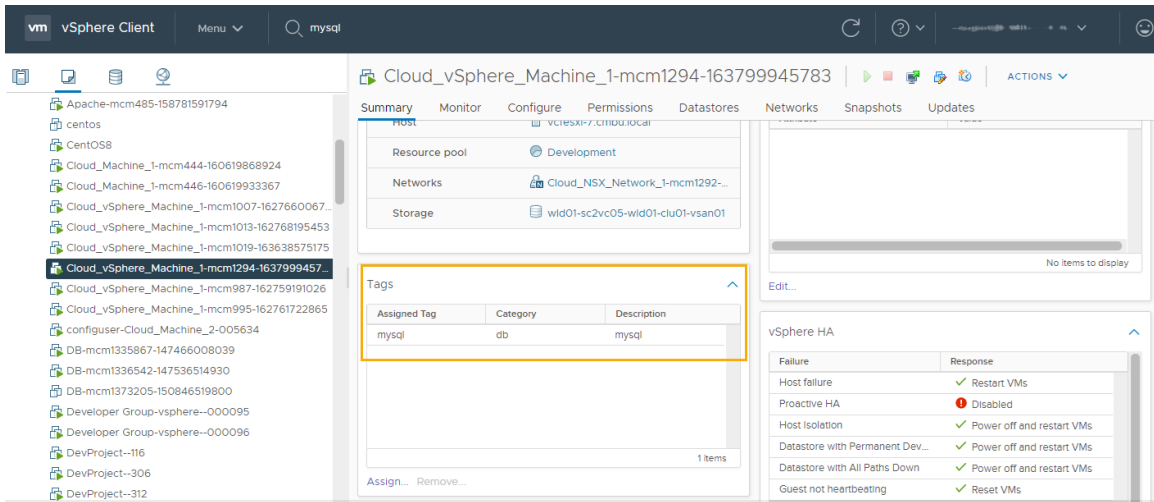 vm vSphere Client Menu mysql
Cloud_vSphere_Machine_1-mcm1294-163799945783 ACTIONS
Summary Monitor Configure Permissions Datastores Networks Snapshots Updates
Apache-mcm485-158781591794
centos
CentOS8
Cloud_Machine_1-mcm444-160619868924
Cloud_Machine_1-mcm446-160619933367
Cloud_vSphere_Machine_1-mcm1007-1627660067...
Cloud_vSphere_Machine_1-mcm1013-162768195453
Cloud_vSphere_Machine_1-mcm1019-163638575175
Cloud_vSphere_Machine_1-mcm1294-1637999457...
Cloud_vSphere_Machine_1-mcm987-162759191026
Cloud_vSphere_Machine_1-mcm995-162761722865
configuser-Cloud_Machine_2-005634
DB-mcm1335867-147466008039
DB-mcm1336542-147536514930
DB-mcm1373205-150846519800
Developer Group-vsphere--000095
Developer Group-vsphere--000096
DevProject--116
DevProject--306
DevProject--312
Host vcfesxi-7.cmbu.local
Resource pool Development
Networks Cloud_NSX_Network_1-mcm1292-...
Storage wld01-sc2vc05-wld01-clu01-vsan01
Tags
Assigned Tag Category Description
mysql db mysql
1 items
Assign... Remove...
Attribute Value
No items to display
Edit...
vSphere HA
Failure Response
Host failure Restart VMs
Proactive HA Disabled
Host Isolation Power off and restart VMs
Datastore with Permanent Dev... Power off and restart VMs
Datastore with All Paths Down Power off and restart VMs
Guest not heartbeating Reset VMs